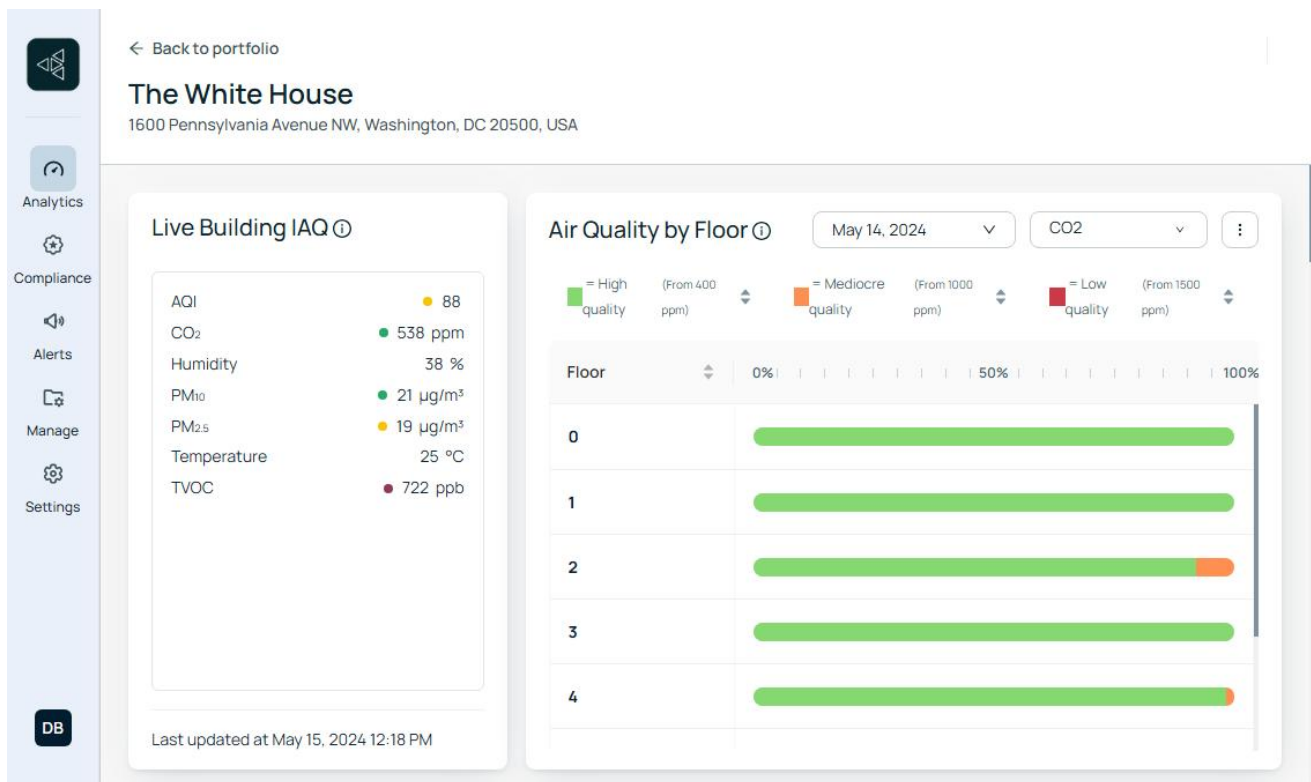 ← Back to portfolio
The White House
1600 Pennsylvania Avenue NW, Washington, DC 20500, USA
Analytics
Compliance
Alerts
Manage
Settings
DB
Live Building IAQ
AQI 88
CO₂ 538 ppm
Humidity 38 %
PM₁₀ 21 µg/m³
PM₂.₅ 19 µg/m³
Temperature 25 °C
TVOC 722 ppb
Last updated at May 15, 2024 12:18 PM
Air Quality by Floor May 14, 2024 CO2
= High quality (From 400 ppm)
= Mediocre quality (From 1000 ppm)
= Low quality (From 1500 ppm)
Floor 0% 50% 100%
0
1
2
3
4